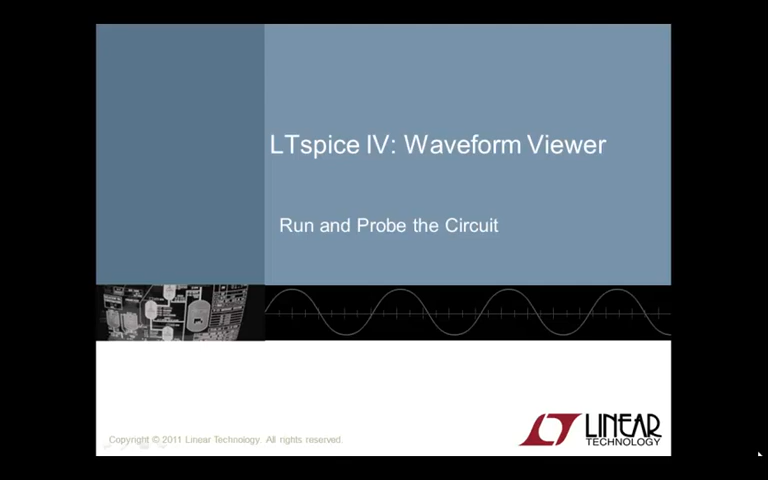 LTspice IV: Waveform Viewer
Run and Probe the Circuit
Copyright © 2011 Linear Technology. All rights reserved.
LINEAR
TECHNOLOGY